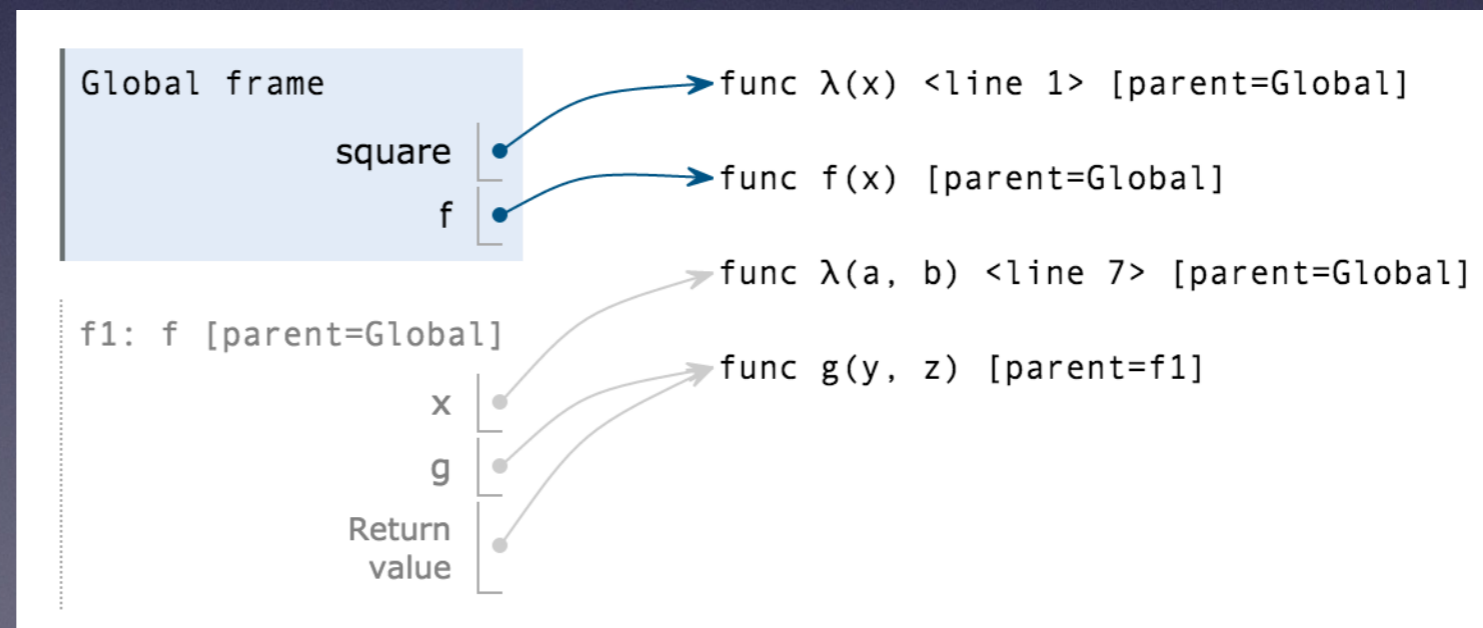 Global frame
square
f
func λ(x) <line 1> [parent=Global]
func f(x) [parent=Global]
func λ(a, b) <line 7> [parent=Global]
func g(y, z) [parent=f1]
f1: f [parent=Global]
x
g
Return
value